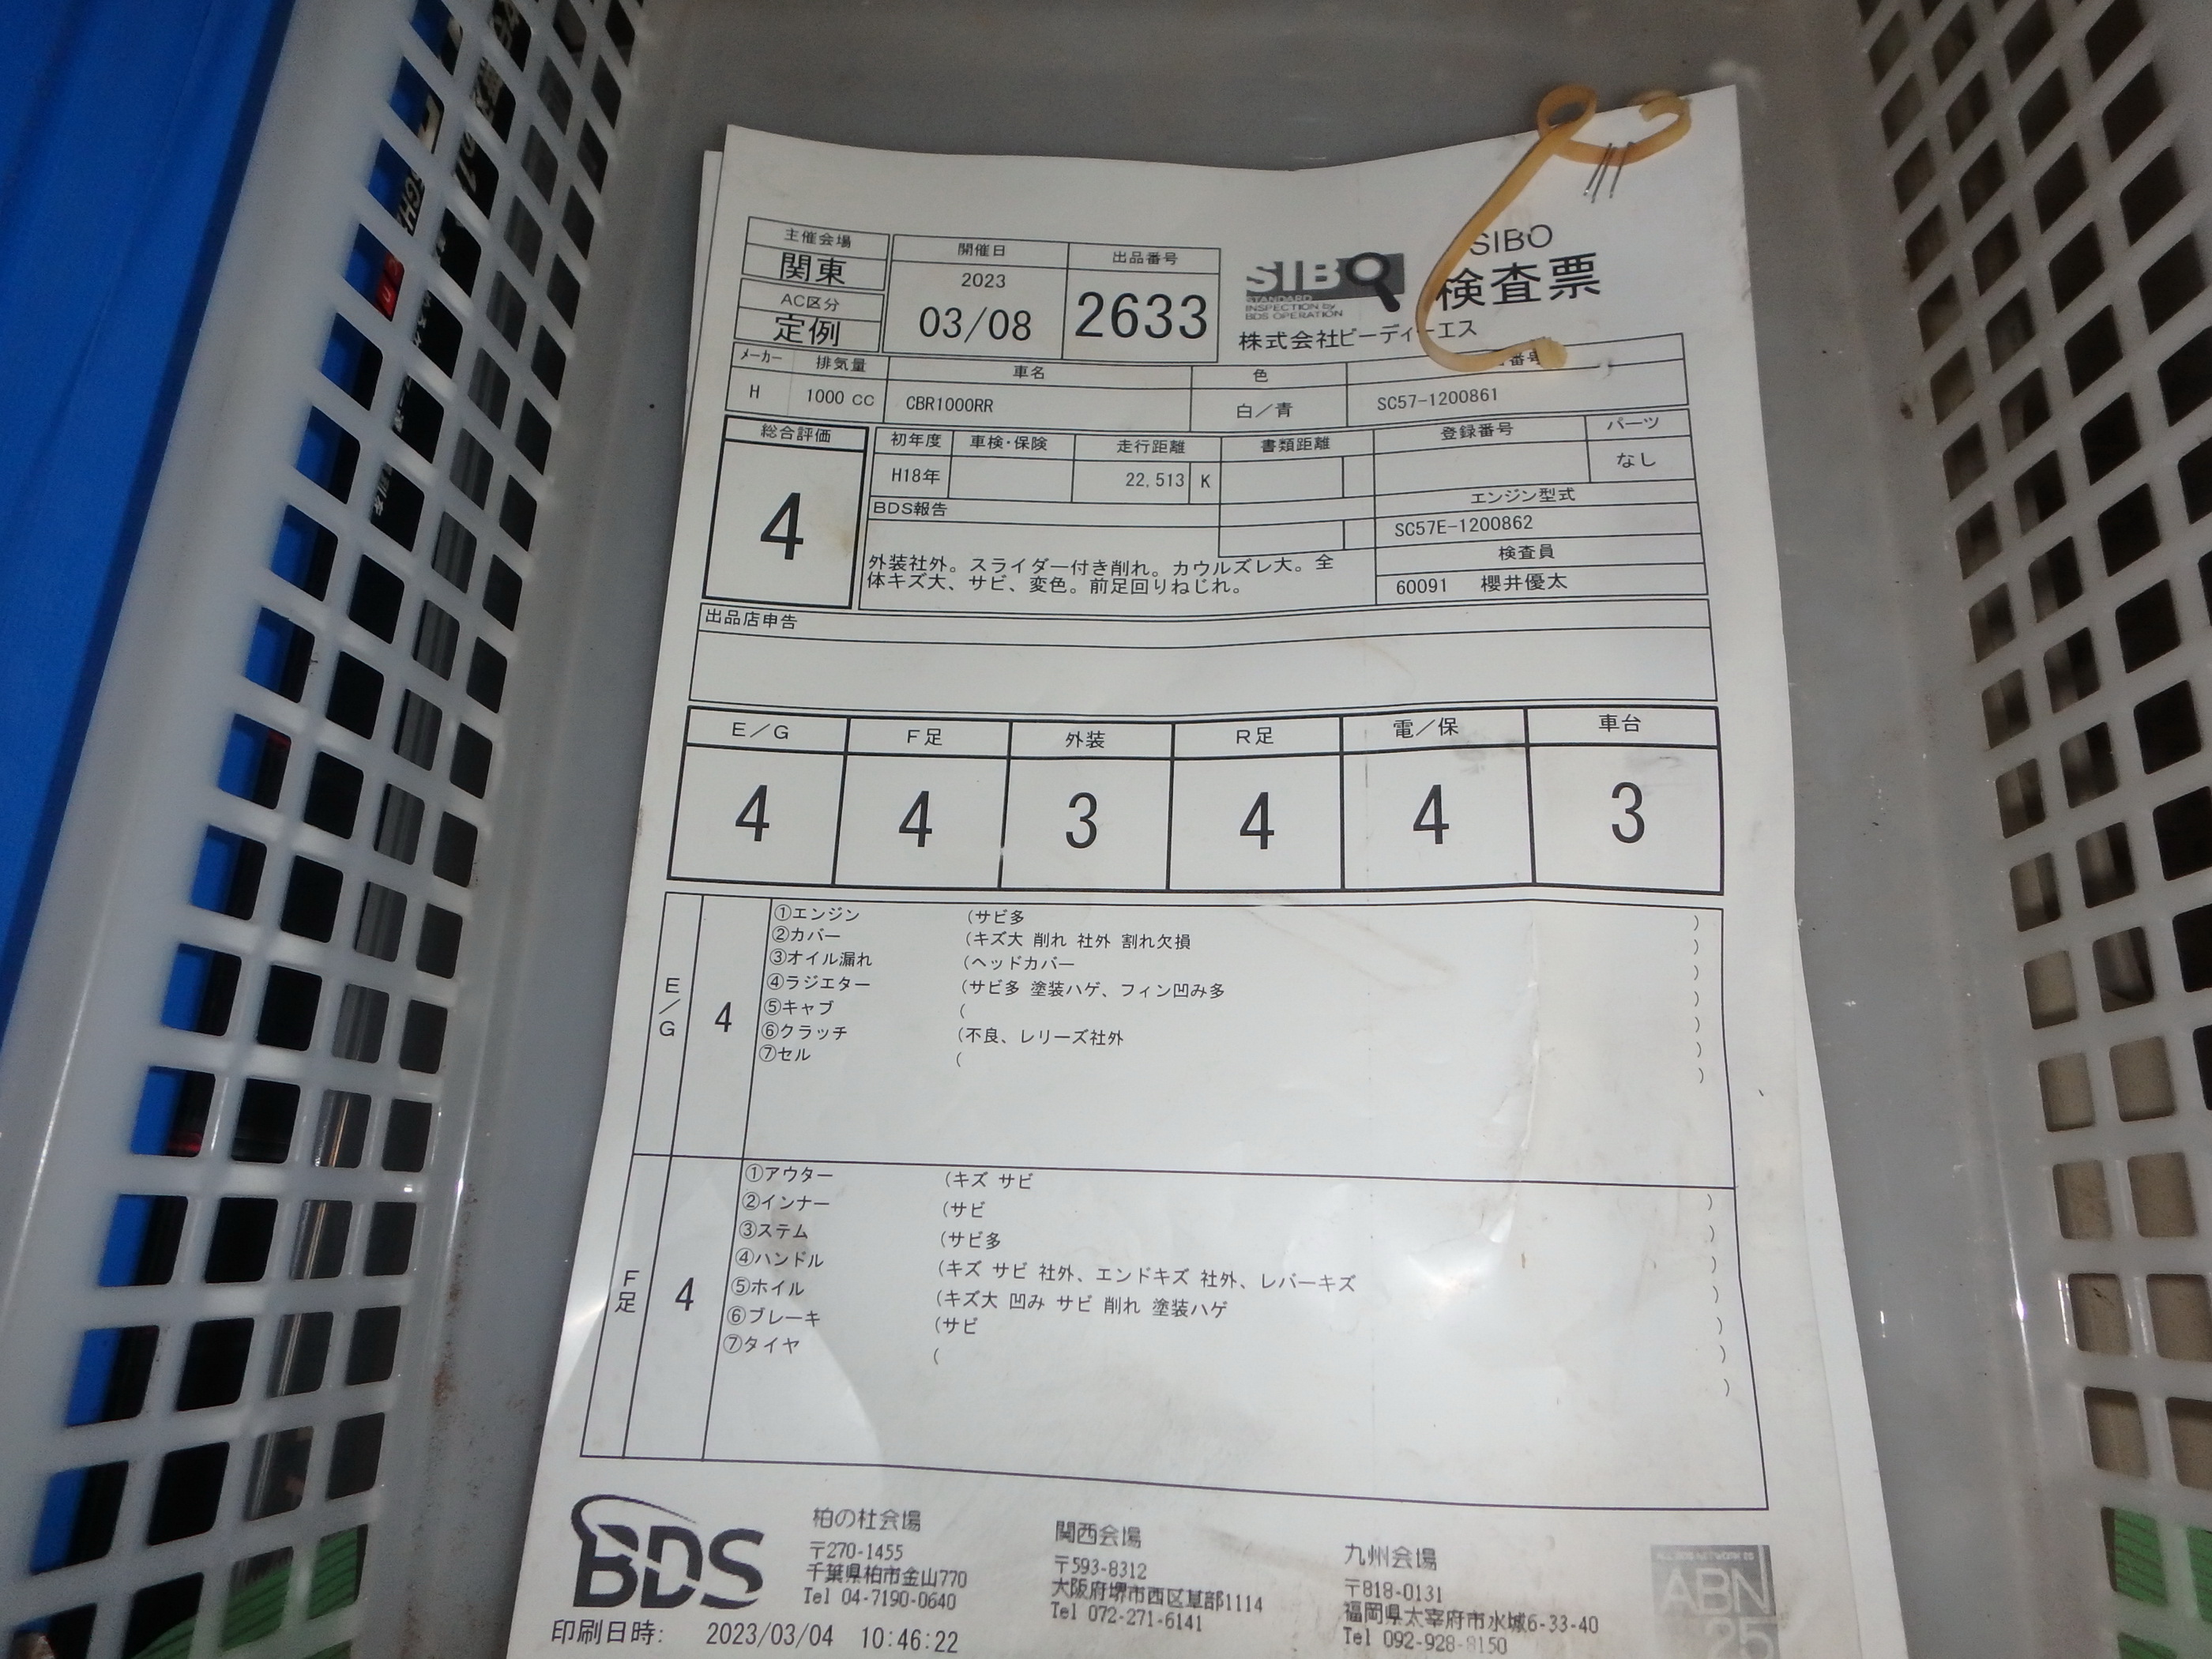 主催会場
関東
AC区分
定例
開催日
2023
03/08
出品番号
2633
SIBO
STANDARD
INSPECTION by
BDS OPERATION
SIBO
検査票
株式会社ビーディーエス
メーカー 排気量 車名 色 番号
H 1000 CC CBR1000RR 白／青 SC57-1200861
総合評価
4
初年度 車検・保険 走行距離 書類距離 登録番号 パーツ
H18年 22,513 K なし
エンジン型式
SC57E-1200862
検査員
60091 櫻井優太
BDS報告
外装社外。スライダー付き削れ。カウルズレ大。全
体キズ大、サビ、変色。前足回りねじれ。
出品店申告
E／G F足 外装 R足 電／保 車台
4 4 3 4 4 3
E／G
4
①エンジン (サビ多 )
②カバー (キズ大 削れ 社外 割れ欠損 )
③オイル漏れ (ヘッドカバー )
④ラジエター (サビ多 塗装ハゲ、フィン凹み多 )
⑤キャブ ( )
⑥クラッチ (不良、レリーズ社外 )
⑦セル ( )
F足
4
①アウター (キズ サビ )
②インナー (サビ )
③ステム (サビ多 )
④ハンドル (キズ サビ 社外、エンドキズ 社外、レバーキズ )
⑤ホイル (キズ大 凹み サビ 削れ 塗装ハゲ )
⑥ブレーキ (サビ )
⑦タイヤ ( )
BDS
柏の杜会場
〒270-1455
千葉県柏市金山770
Tel 04-7190-0640
関西会場
〒593-8312
大阪府堺市西区草部1114
Tel 072-271-6141
九州会場
〒818-0131
福岡県太宰府市水城6-33-40
Tel 092-928-8150
ABN
25
印刷日時: 2023/03/04 10:46:22